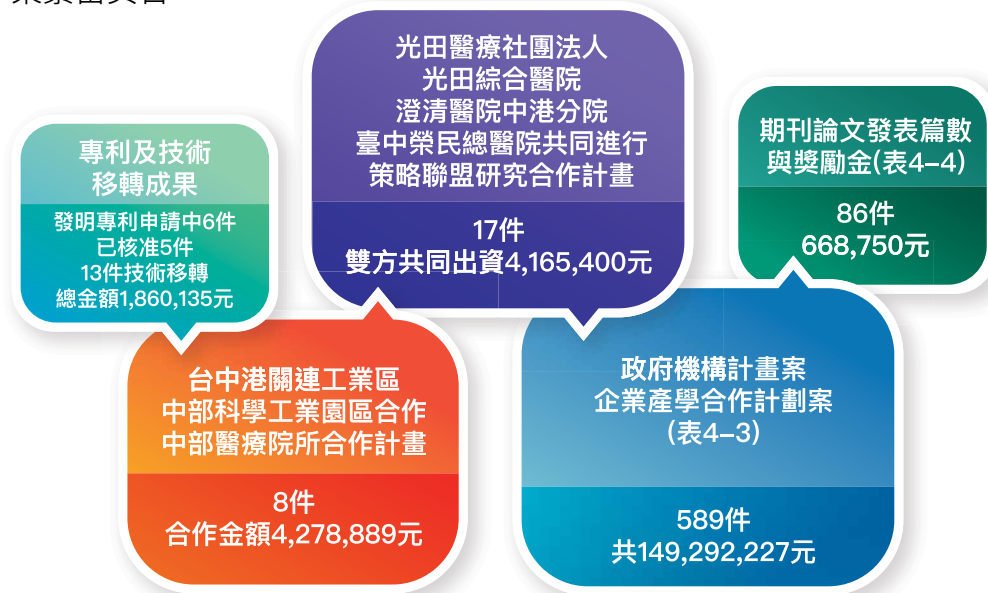 專利及技術
移轉成果
發明專利申請中6件
已核准5件
13件技術移轉
總金額1,860,135元
光田醫療社團法人
光田綜合醫院
澄清醫院中港分院
臺中榮民總醫院共同進行
策略聯盟研究合作計畫
17件
雙方共同出資4,165,400元
期刊論文發表篇數
與獎勵金(表4–4)
86件
668,750元
台中港關連工業區
中部科學工業園區合作
中部醫療院所合作計畫
8件
合作金額4,278,889元
政府機構計畫案
企業產學合作計劃案
(表4–3)
589件
共149,292,227元